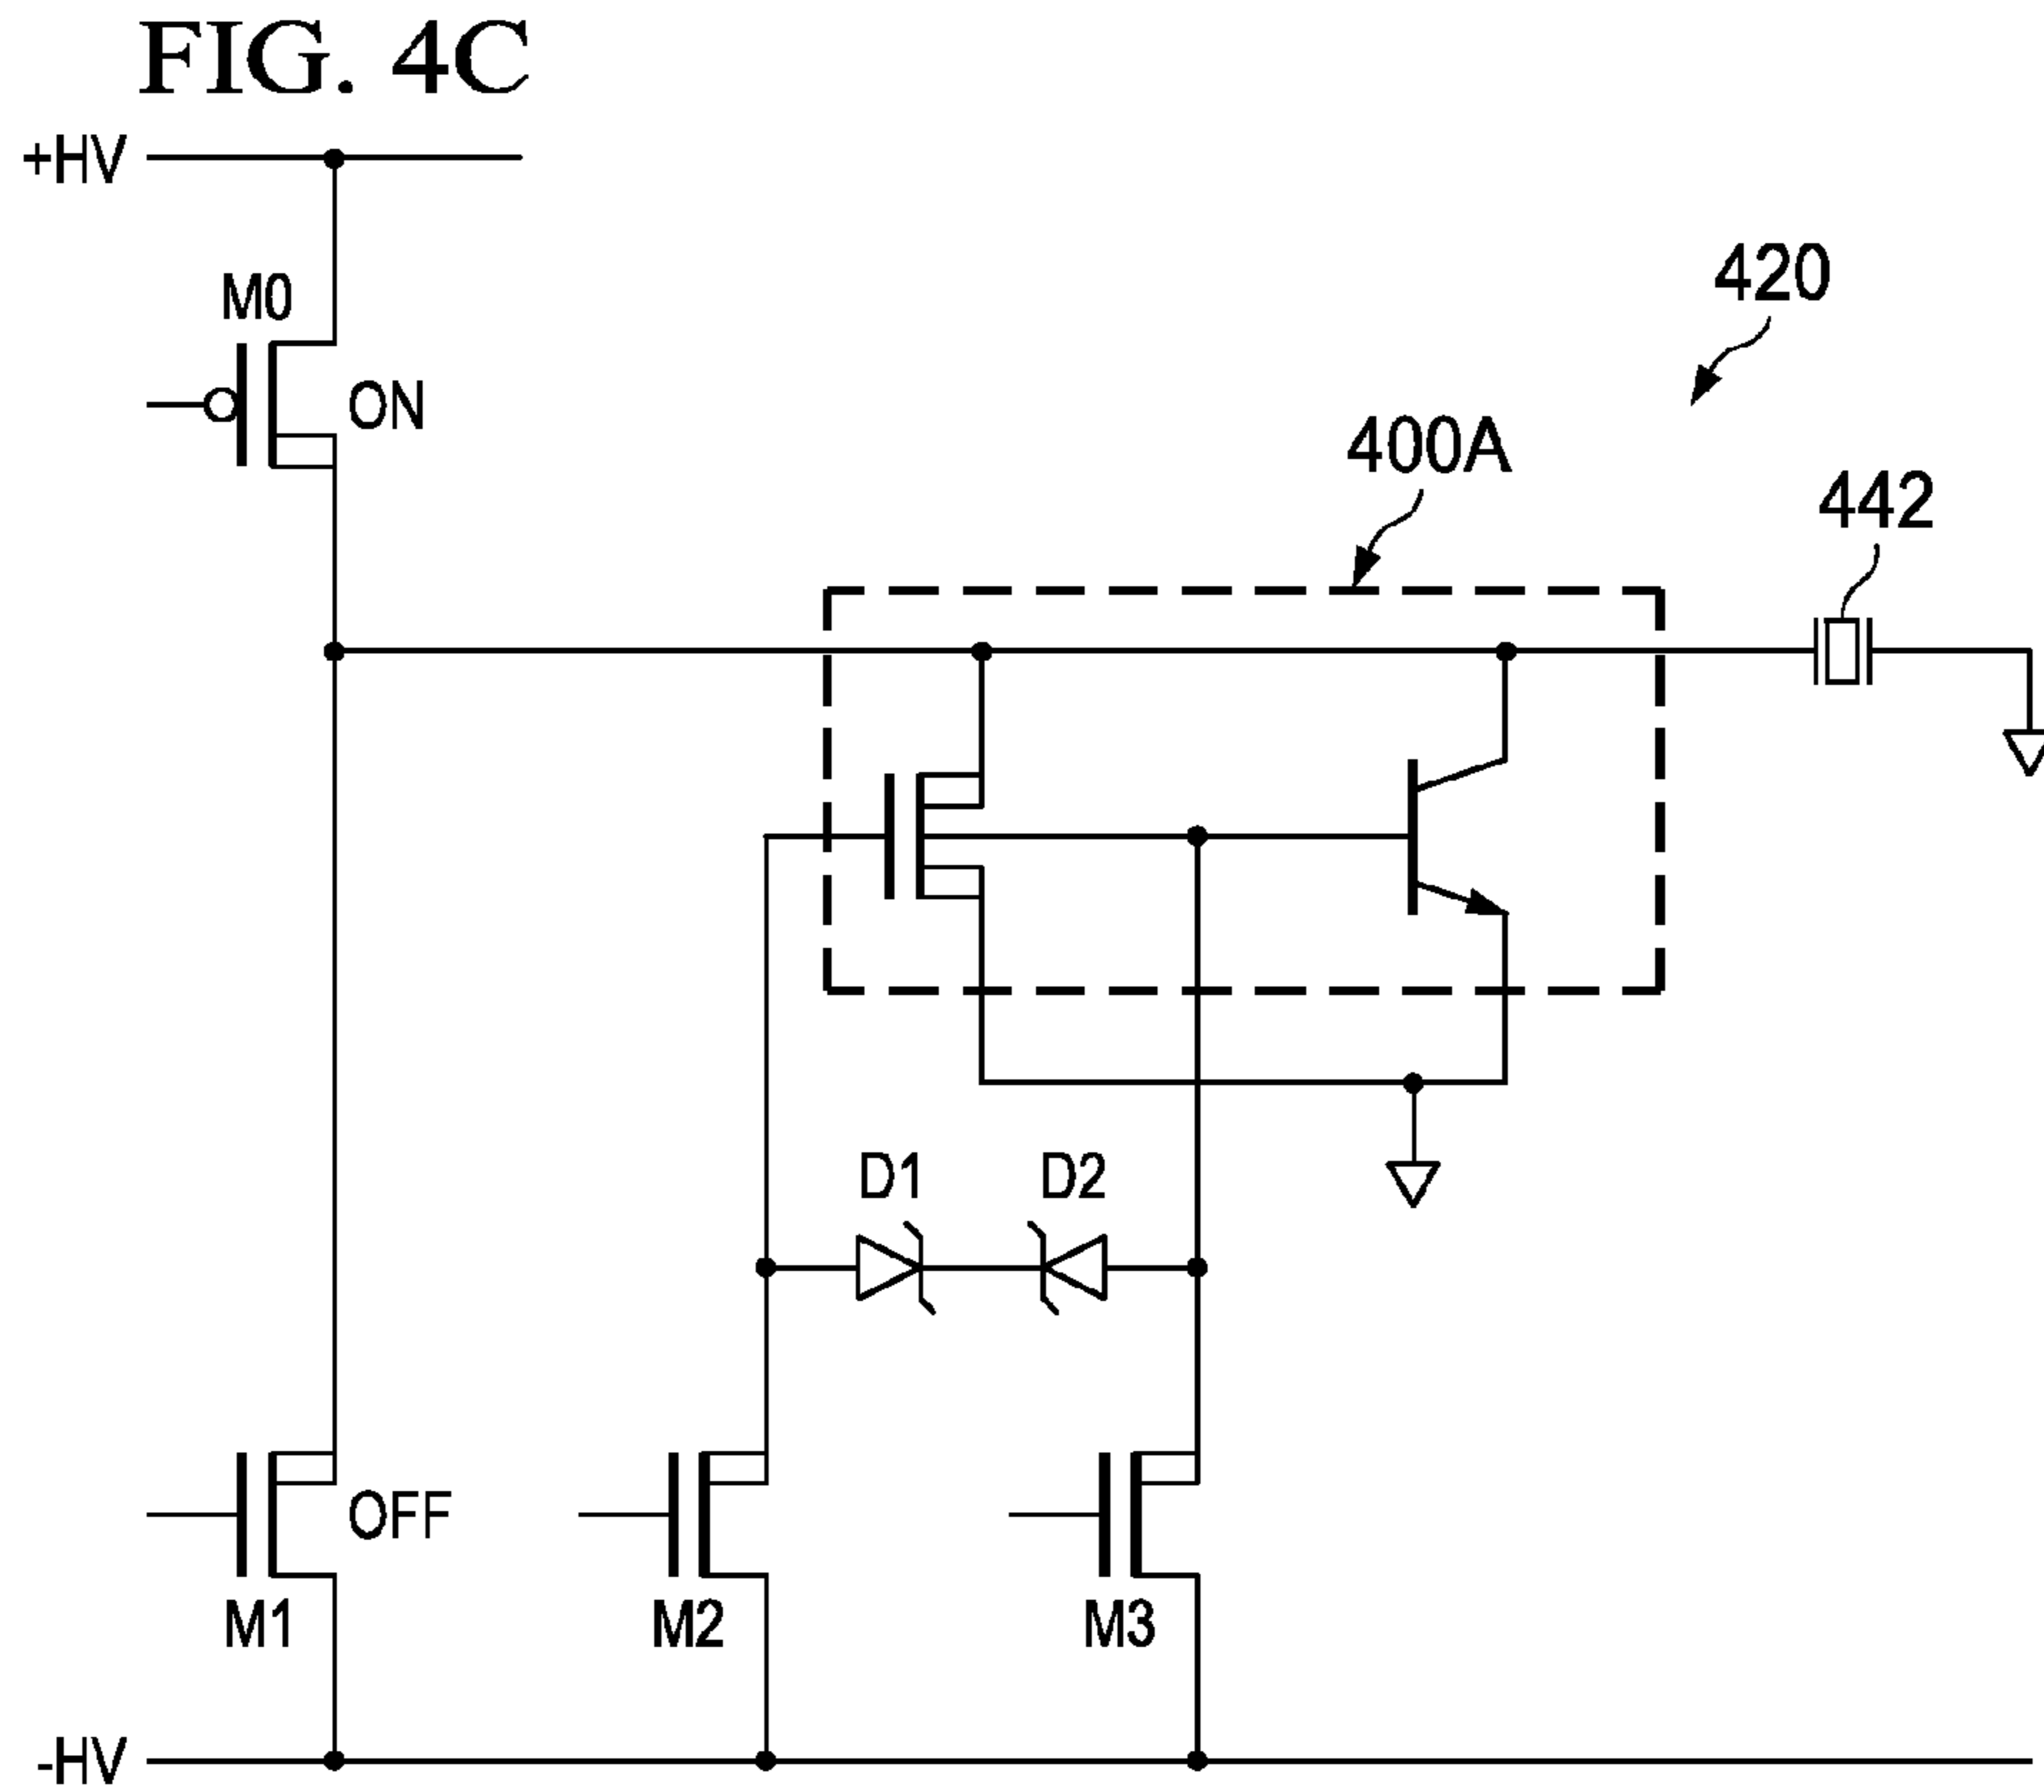 FIG. 4C
+HV
M0
ON
420
400A
442
D1
D2
OFF
M1
M2
M3
-HV